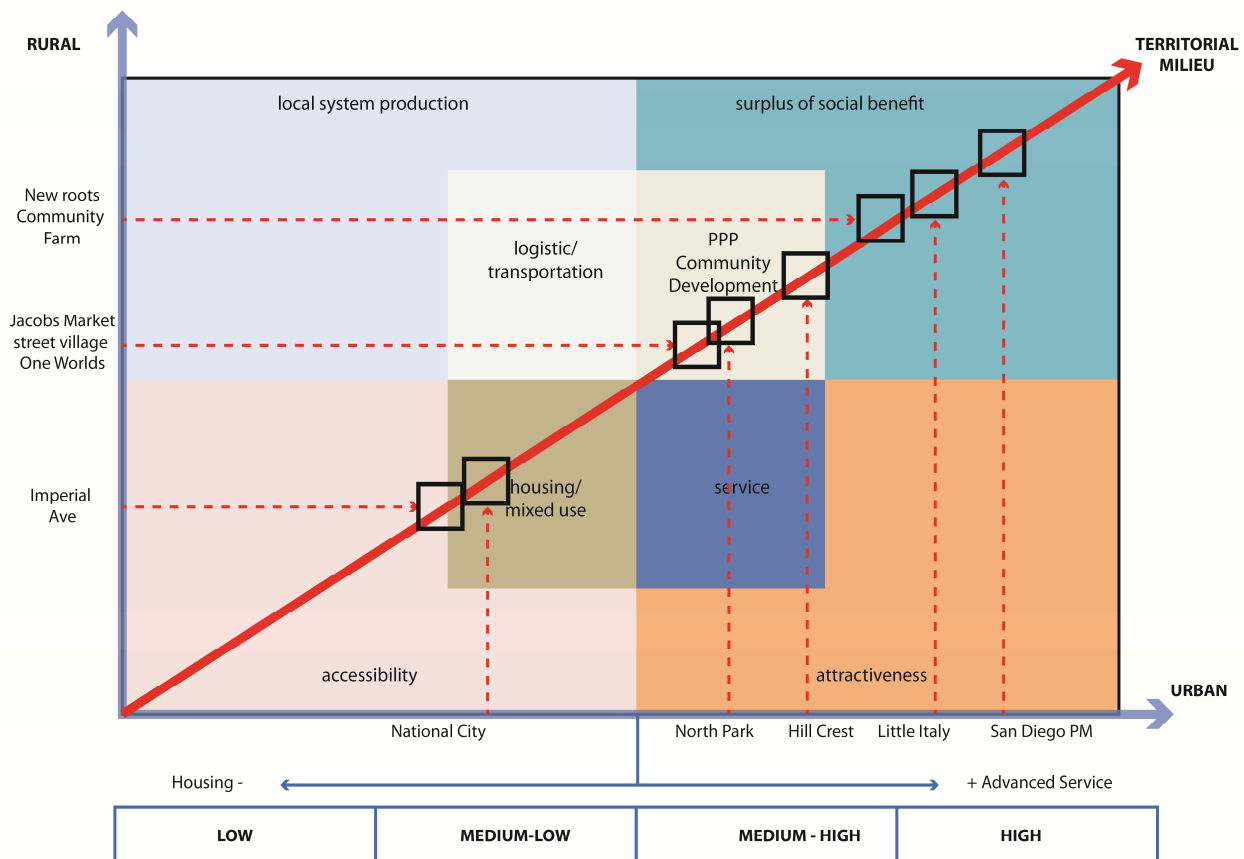 RURAL
TERRITORIAL
MILIEU
local system production
surplus of social benefit
New roots
Community
Farm
logistic/
transportation
PPP
Community
Development
Jacobs Market
street village
One Worlds
Imperial
Ave
housing/
mixed use
service
accessibility
attractiveness
URBAN
National City
North Park
Hill Crest
Little Italy
San Diego PM
Housing -
+ Advanced Service
LOW
MEDIUM-LOW
MEDIUM - HIGH
HIGH